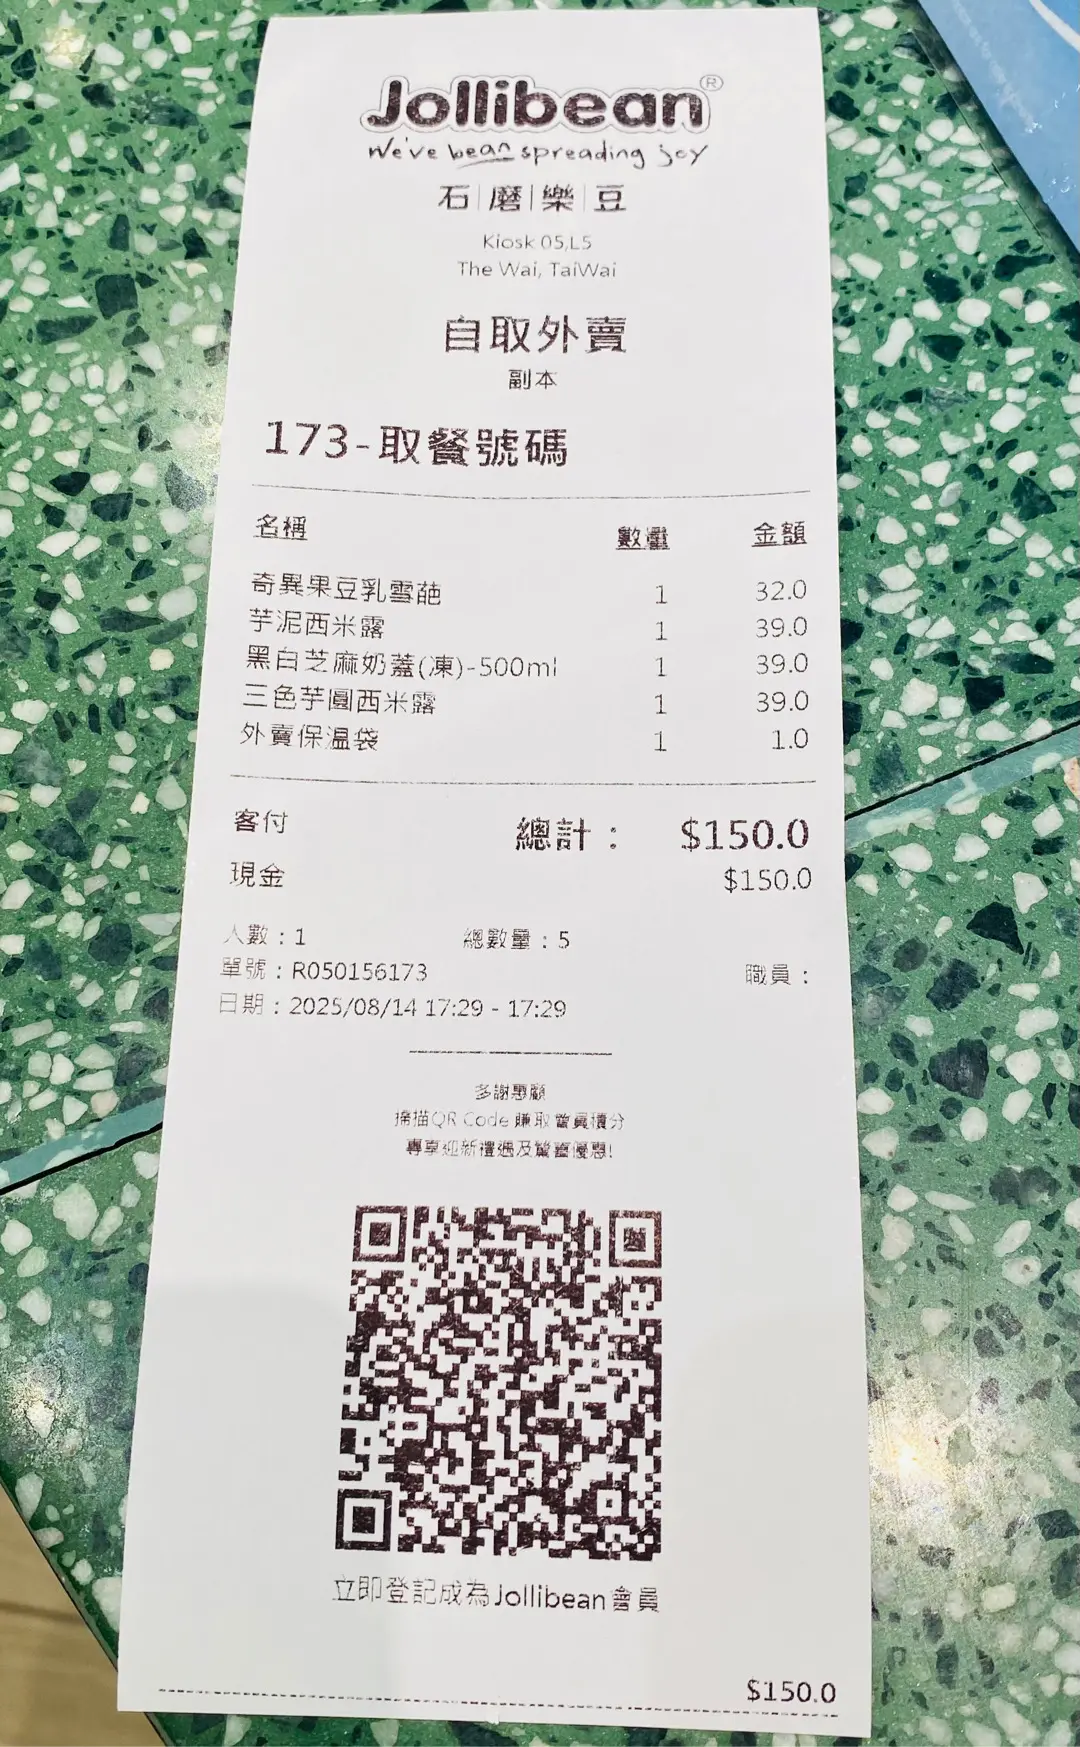 Jollibean®
We've bean spreading joy
石|磨|樂|豆
Kiosk 05,L5
The Wai, TaiWai
自取外賣
副本
173-取餐號碼
名稱 數量 金額
奇異果豆乳雪葩 1 32.0
芋泥西米露 1 39.0
黑白芝麻奶蓋(凍)-500ml 1 39.0
三色芋圓西米露 1 39.0
外賣保溫袋 1 1.0
客付 總計： $150.0
現金 $150.0
人數：1 總數量：5
單號：R050156173 職員：
日期：2025/08/14 17:29 - 17:29
多謝惠顧
掃描QR Code 賺取會員積分
專享迎新禮遇及驚喜優惠!
立即登記成為Jollibean會員
$150.0